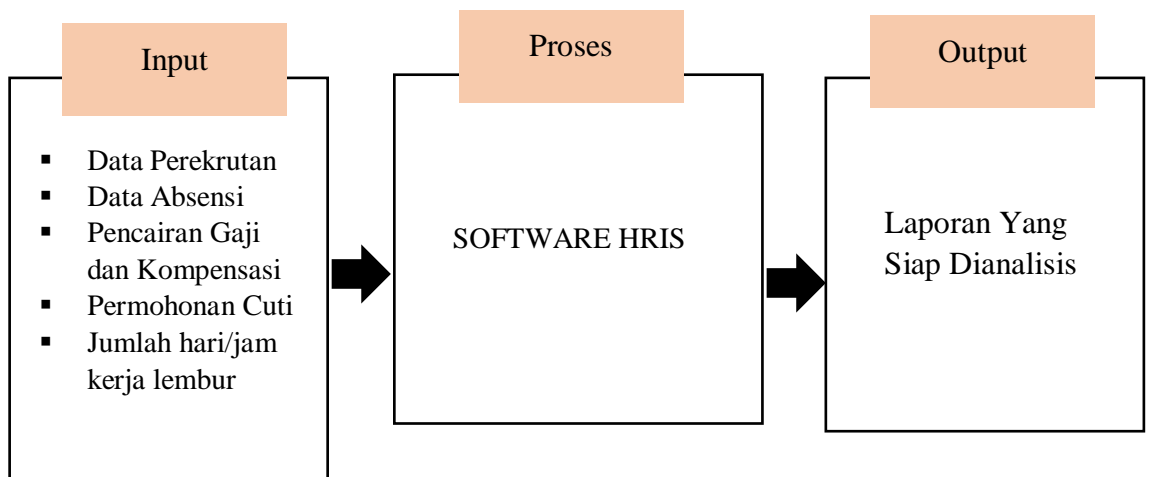 Input
▪ Data Perekrutan
▪ Data Absensi
▪ Pencairan Gaji
dan Kompensasi
▪ Permohonan Cuti
▪ Jumlah hari/jam
kerja lembur
Proses
SOFTWARE HRIS
Output
Laporan Yang
Siap Dianalisis